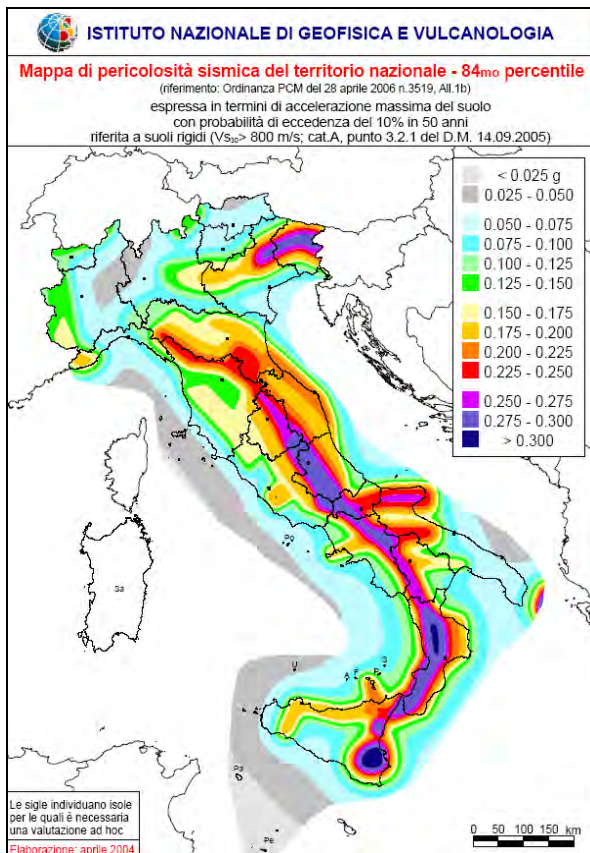 ISTITUTO NAZIONALE DI GEOFISICA E VULCANOLOGIA
Mappa di pericolosità sismica del territorio nazionale - 84mo percentile
(riferimento: Ordinanza PCM del 28 aprile 2006 n.3519, All.1b)
espressa in termini di accelerazione massima del suolo
con probabilità di eccedenza del 10% in 50 anni
riferita a suoli rigidi (Vs30> 800 m/s; cat.A, punto 3.2.1 del D.M. 14.09.2005)
< 0.025 g
0.025 - 0.050
0.050 - 0.075
0.075 - 0.100
0.100 - 0.125
0.125 - 0.150
0.150 - 0.175
0.175 - 0.200
0.200 - 0.225
0.225 - 0.250
0.250 - 0.275
0.275 - 0.300
> 0.300
Sa
U
A
F
P
S
Pa
Pe
Le sigle individuano isole
per le quali è necessaria
una valutazione ad hoc
Elaborazione: aprile 2004
0 50 100 150 km